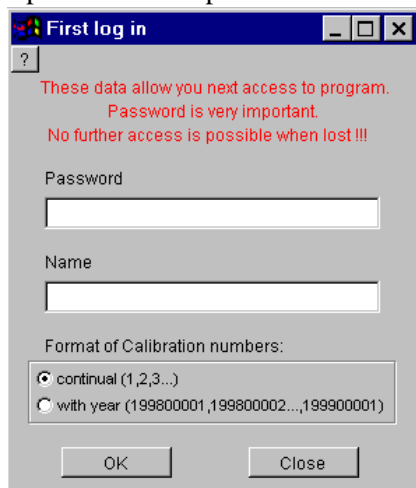 First log in
?
These data allow you next access to program.
Password is very important.
No further access is possible when lost !!!
Password
Name
Format of Calibration numbers:
continual (1,2,3...)
with year (199800001,199800002...,199900001)
OK Close